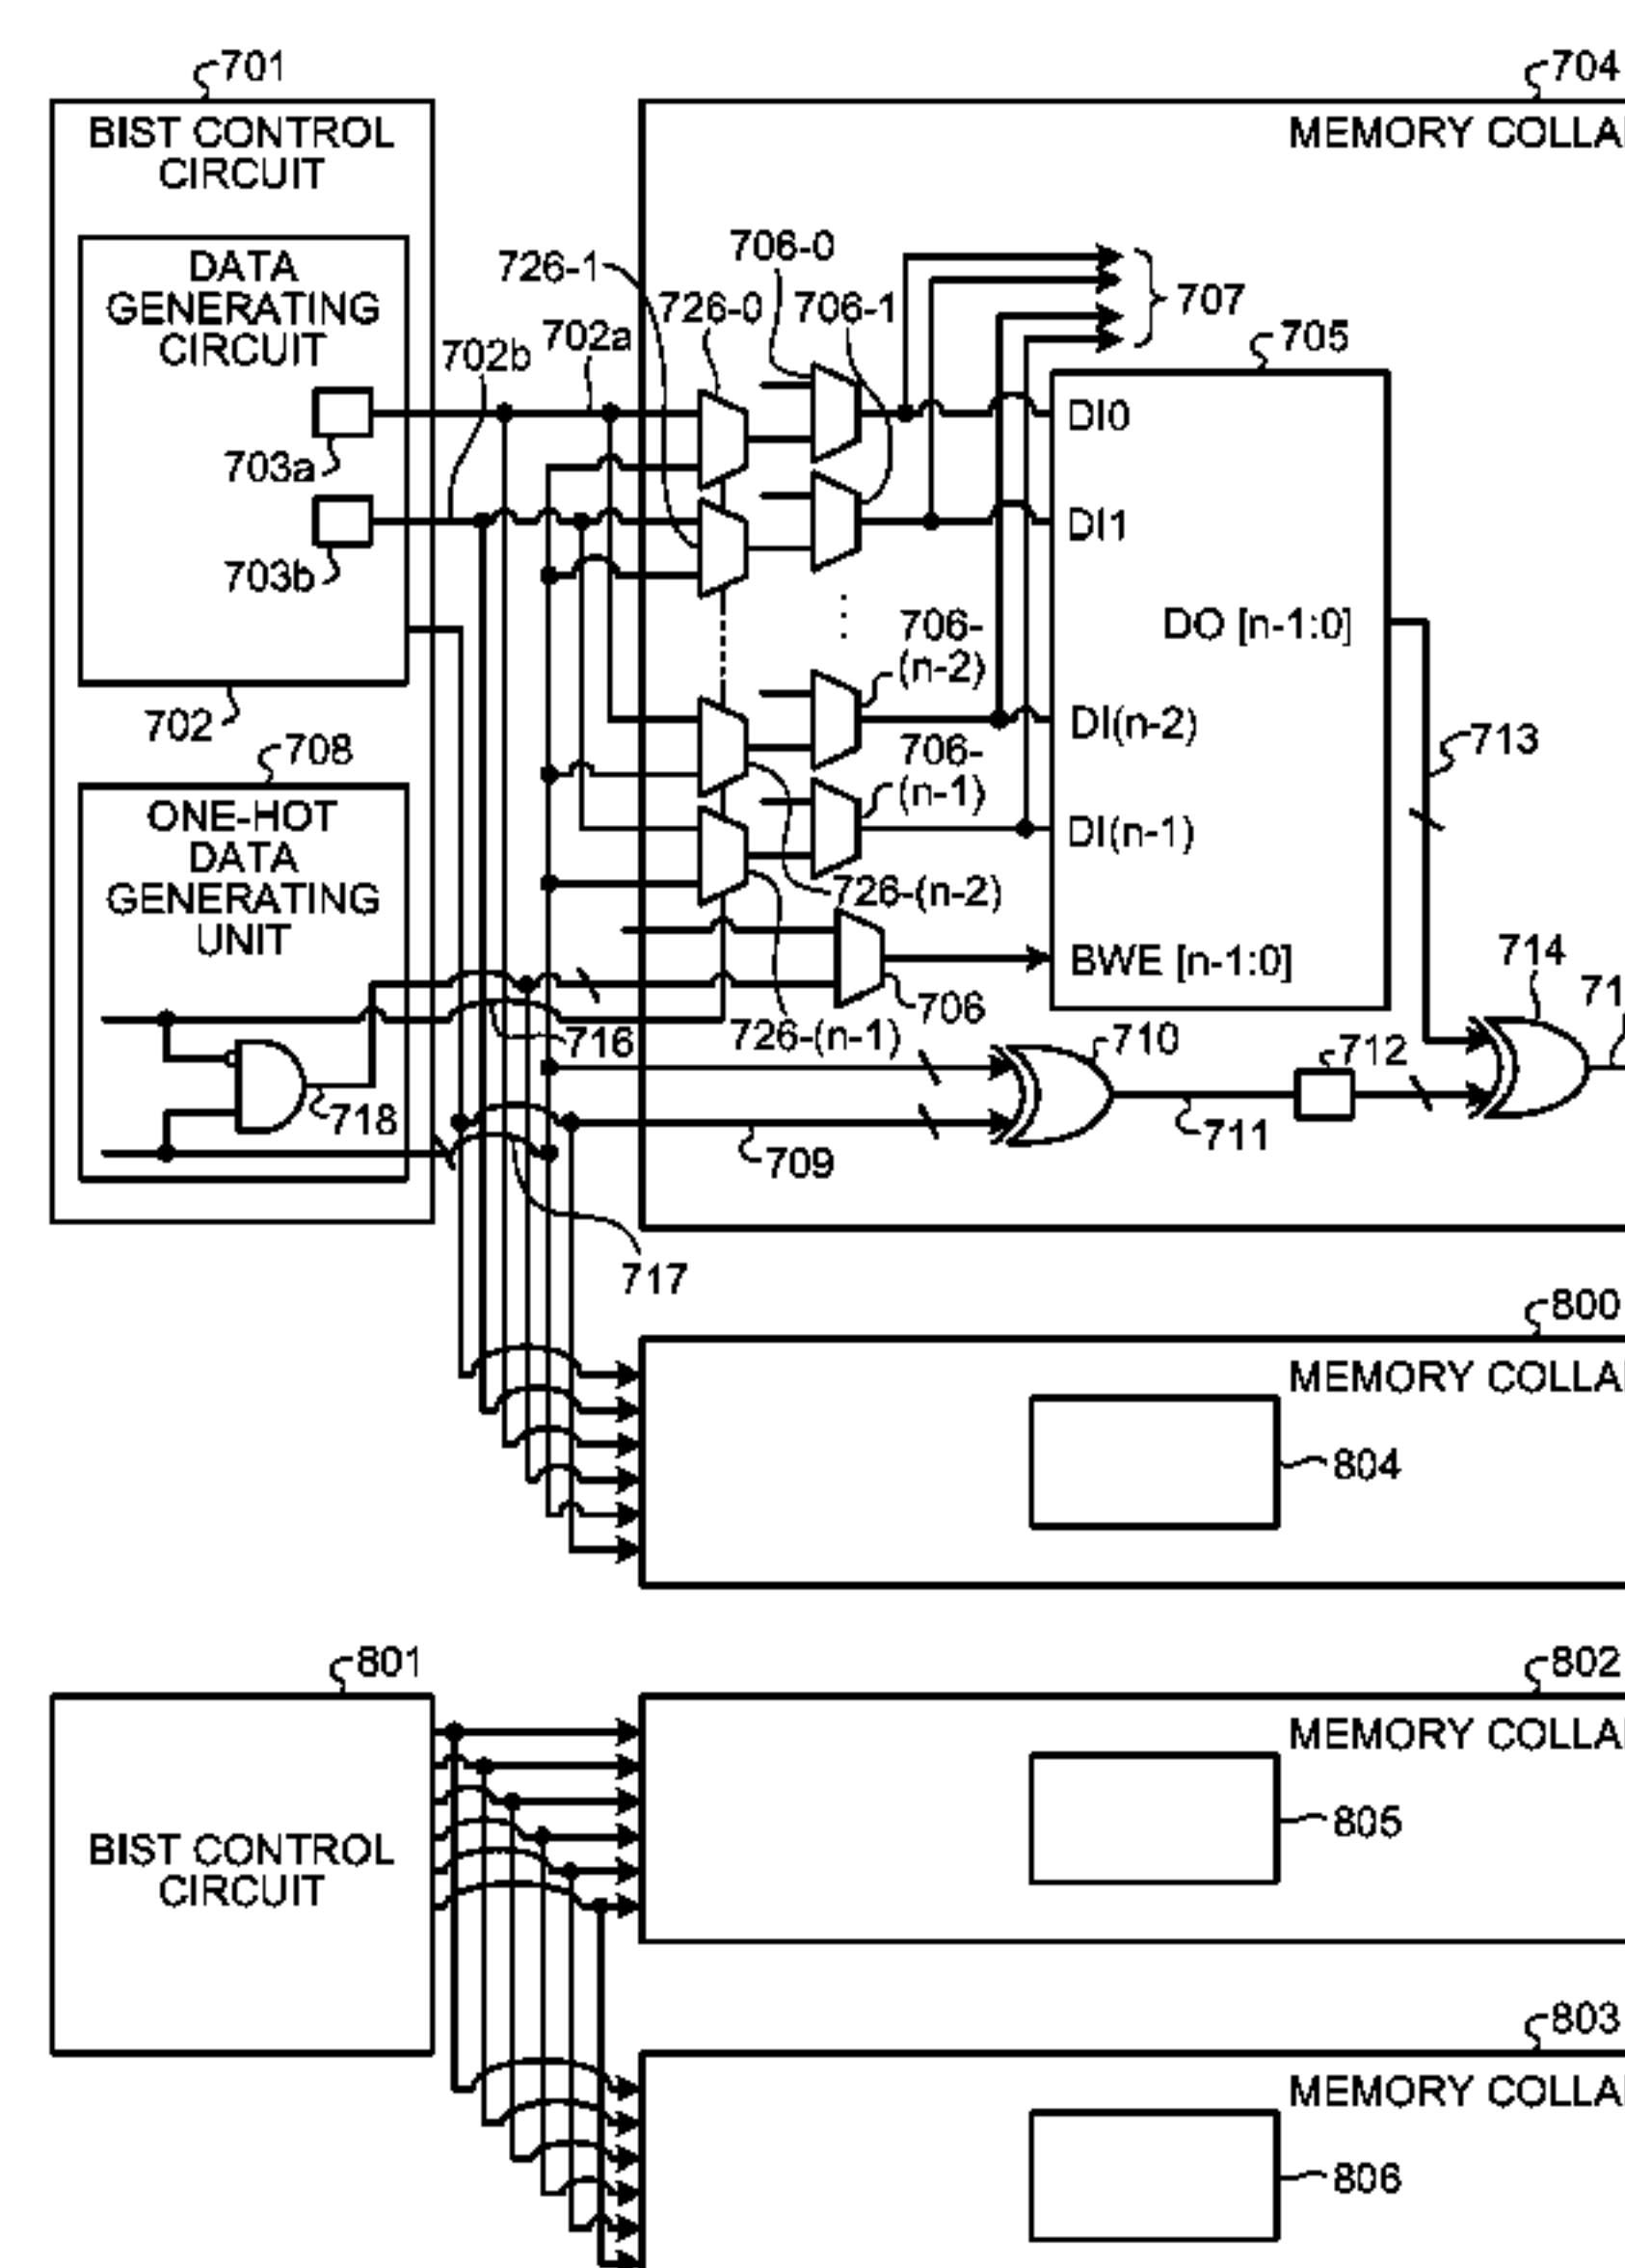 701
704
BIST CONTROL
CIRCUIT
MEMORY COLLA
DATA
GENERATING
CIRCUIT
726-1
706-0
726-0
706-1
707
702b
702a
705
703a
DI0
703b
DI1
DO [n-1:0]
706-
(n-2)
702
708
DI(n-2)
713
706-
(n-1)
ONE-HOT
DATA
GENERATING
UNIT
DI(n-1)
726-(n-2)
BWE [n-1:0]
714
71
706
716
726-(n-1)
710
712
718
709
711
717
800
MEMORY COLLA
804
801
802
MEMORY COLLA
BIST CONTROL
CIRCUIT
805
803
MEMORY COLLA
806